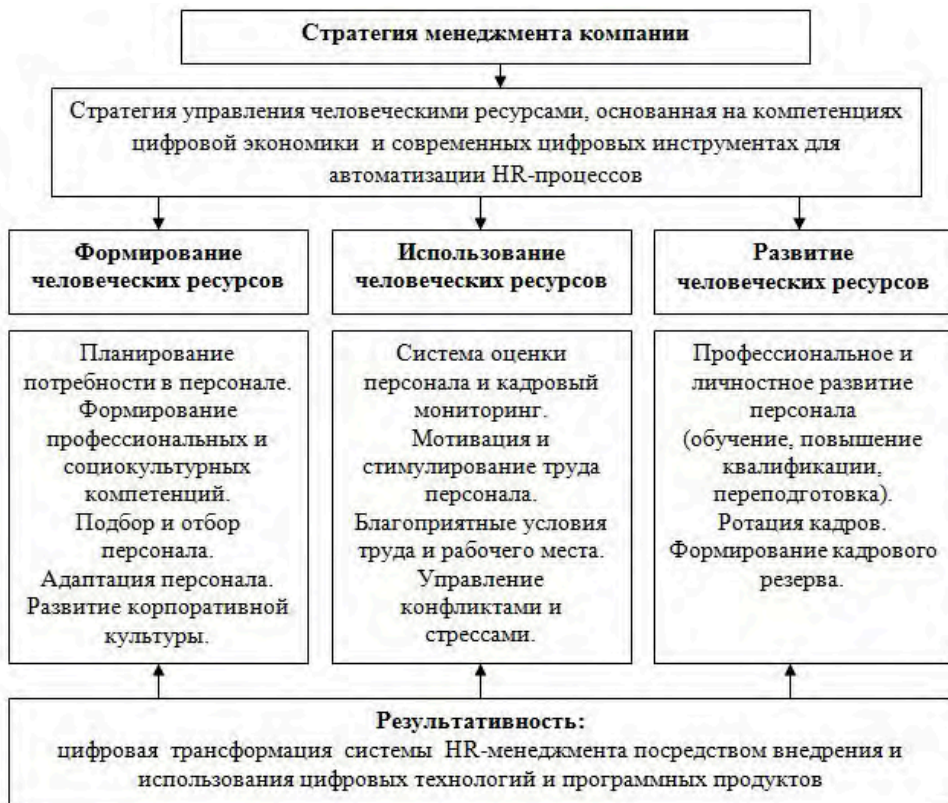 Стратегия менеджмента компании
Стратегия управления человеческими ресурсами, основанная на компетенциях
цифровой экономики и современных цифровых инструментах для
автоматизации HR-процессов
Формирование
человеческих ресурсов
Планирование
потребности в персонале.
Формирование
профессиональных и
социокультурных
компетенций.
Подбор и отбор
персонала.
Адаптация персонала.
Развитие корпоративной
культуры.
Использование
человеческих ресурсов
Система оценки
персонала и кадровый
мониторинг.
Мотивация и
стимулирование труда
персонала.
Благоприятные условия
труда и рабочего места.
Управление
конфликтами и
стрессами.
Развитие
человеческих ресурсов
Профессиональное и
личностное развитие
персонала
(обучение, повышение
квалификации,
переподготовка).
Ротация кадров.
Формирование кадрового
резерва.
Результативность:
цифровая трансформация системы HR-менеджмента посредством внедрения и
использования цифровых технологий и программных продуктов